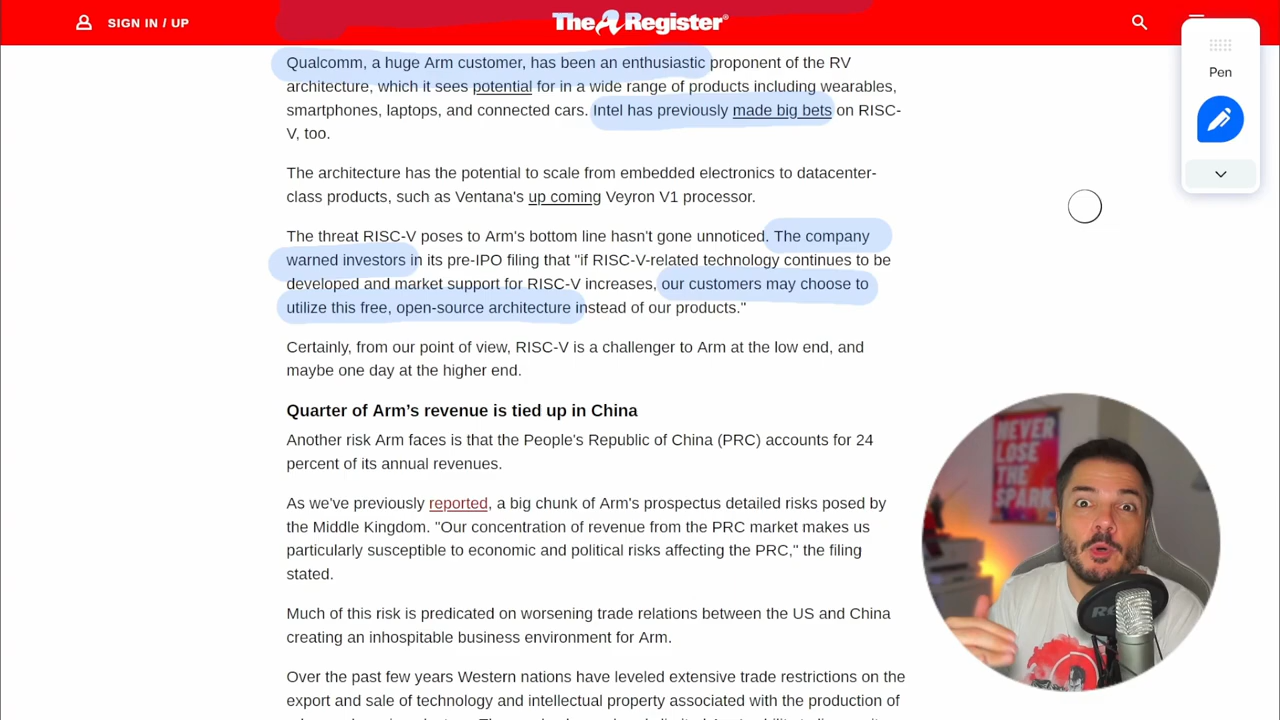 SIGN IN / UP
The Register®
Pen
Qualcomm, a huge Arm customer, has been an enthusiastic proponent of the RV
architecture, which it sees potential for in a wide range of products including wearables,
smartphones, laptops, and connected cars. Intel has previously made big bets on RISC-
V, too.
The architecture has the potential to scale from embedded electronics to datacenter-
class products, such as Ventana's up coming Veyron V1 processor.
The threat RISC-V poses to Arm's bottom line hasn't gone unnoticed. The company
warned investors in its pre-IPO filing that "if RISC-V-related technology continues to be
developed and market support for RISC-V increases, our customers may choose to
utilize this free, open-source architecture instead of our products."
Certainly, from our point of view, RISC-V is a challenger to Arm at the low end, and
maybe one day at the higher end.
Quarter of Arm’s revenue is tied up in China
Another risk Arm faces is that the People's Republic of China (PRC) accounts for 24
percent of its annual revenues.
As we've previously reported, a big chunk of Arm's prospectus detailed risks posed by
the Middle Kingdom. "Our concentration of revenue from the PRC market makes us
particularly susceptible to economic and political risks affecting the PRC," the filing
stated.
Much of this risk is predicated on worsening trade relations between the US and China
creating an inhospitable business environment for Arm.
Over the past few years Western nations have leveled extensive trade restrictions on the
export and sale of technology and intellectual property associated with the production of
NEVER
LOSE
THE
SPARK